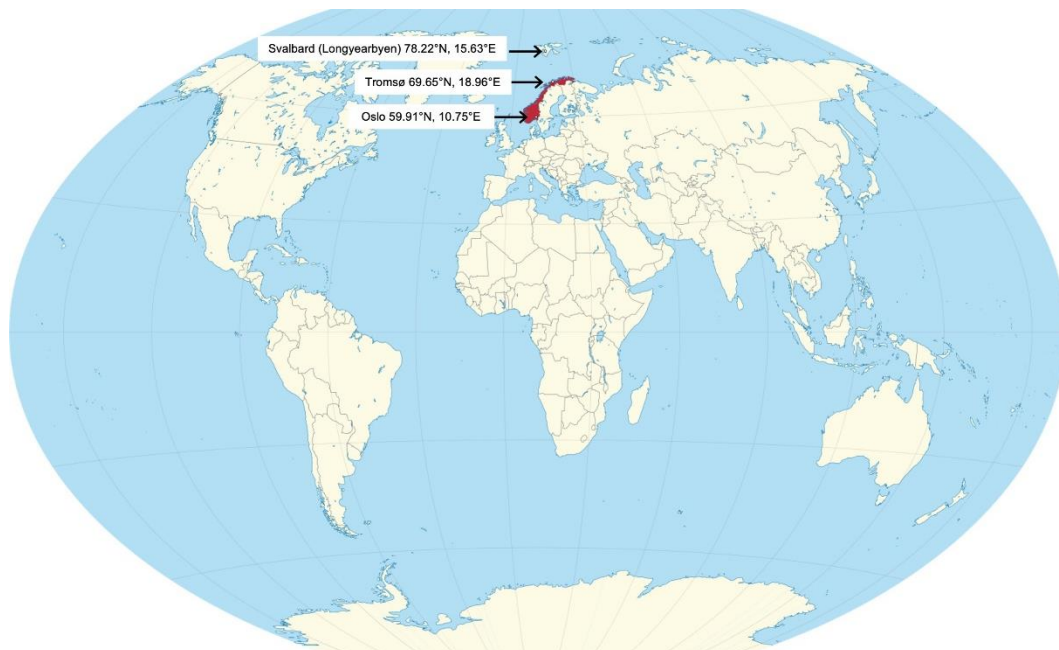 Svalbard (Longyearbyen) 78.22°N, 15.63°E
Tromsø 69.65°N, 18.96°E
Oslo 59.91°N, 10.75°E